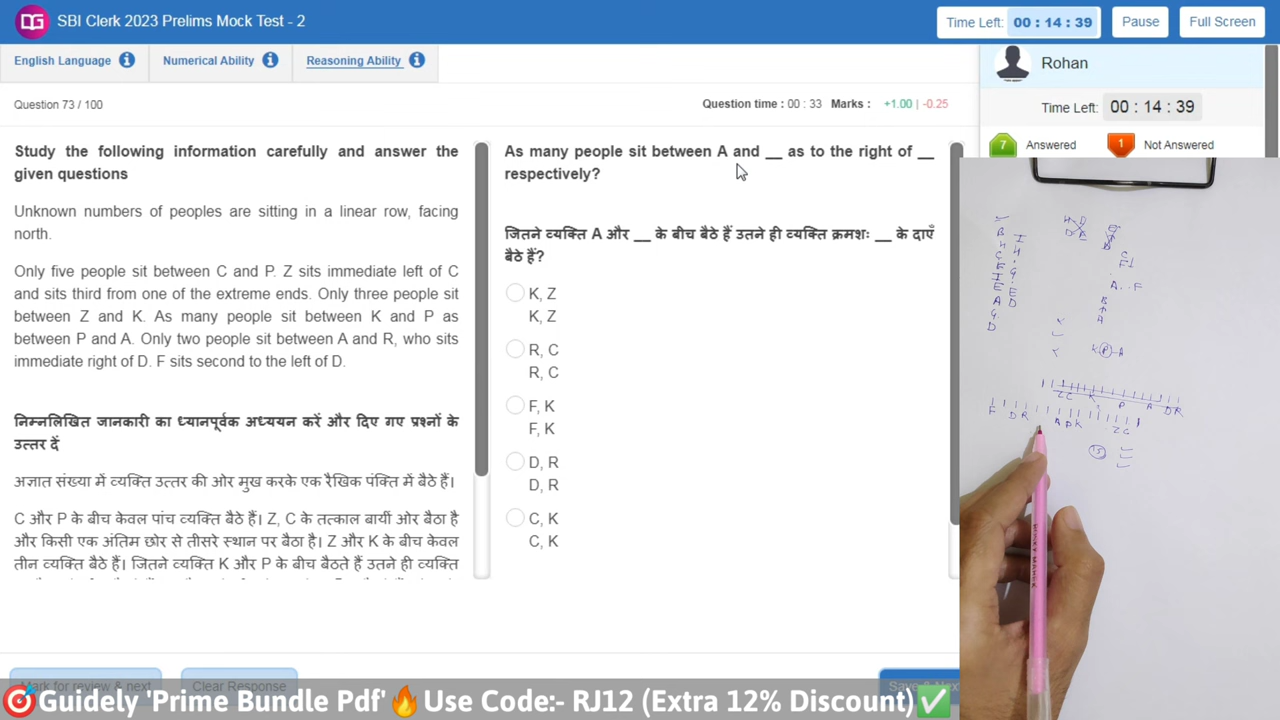 SBI Clerk 2023 Prelims Mock Test - 2
Time Left: 00 : 14 : 39
Pause
Full Screen
English Language
Numerical Ability
Reasoning Ability
Rohan
Time Left: 00 : 14 : 39
7 Answered
1 Not Answered
Question 73 / 100
Question time : 00 : 33 Marks : +1.00 | -0.25
Study the following information carefully and answer the
given questions
Unknown numbers of peoples are sitting in a linear row, facing
north.
Only five people sit between C and P. Z sits immediate left of C
and sits third from one of the extreme ends. Only three people sit
between Z and K. As many people sit between K and P as
between P and A. Only two people sit between A and R, who sits
immediate right of D. F sits second to the left of D.
निम्नलिखित जानकारी का ध्यानपूर्वक अध्ययन करें और दिए गए प्रश्नों के
उत्तर दें
अज्ञात संख्या में व्यक्ति उत्तर की ओर मुख करके एक रैखिक पंक्ति में बैठे हैं।
C और P के बीच केवल पांच व्यक्ति बैठे हैं। Z, C के तत्काल बायीं ओर बैठा है
और किसी एक अंतिम छोर से तीसरे स्थान पर बैठा है। Z और K के बीच केवल
तीन व्यक्ति बैठे हैं। जितने व्यक्ति K और P के बीच बैठते हैं उतने ही व्यक्ति
As many people sit between A and __ as to the right of __
respectively?
जितने व्यक्ति A और __ के बीच बैठे हैं उतने ही व्यक्ति क्रमशः __ के दाएँ
बैठे हैं?
K, Z
K, Z
R, C
R, C
F, K
F, K
D, R
D, R
C, K
C, K
Mark for review & next
Clear Response
🎯Guidely 'Prime Bundle Pdf'🔥Use Code:- RJ12 (Extra 12% Discount)✅